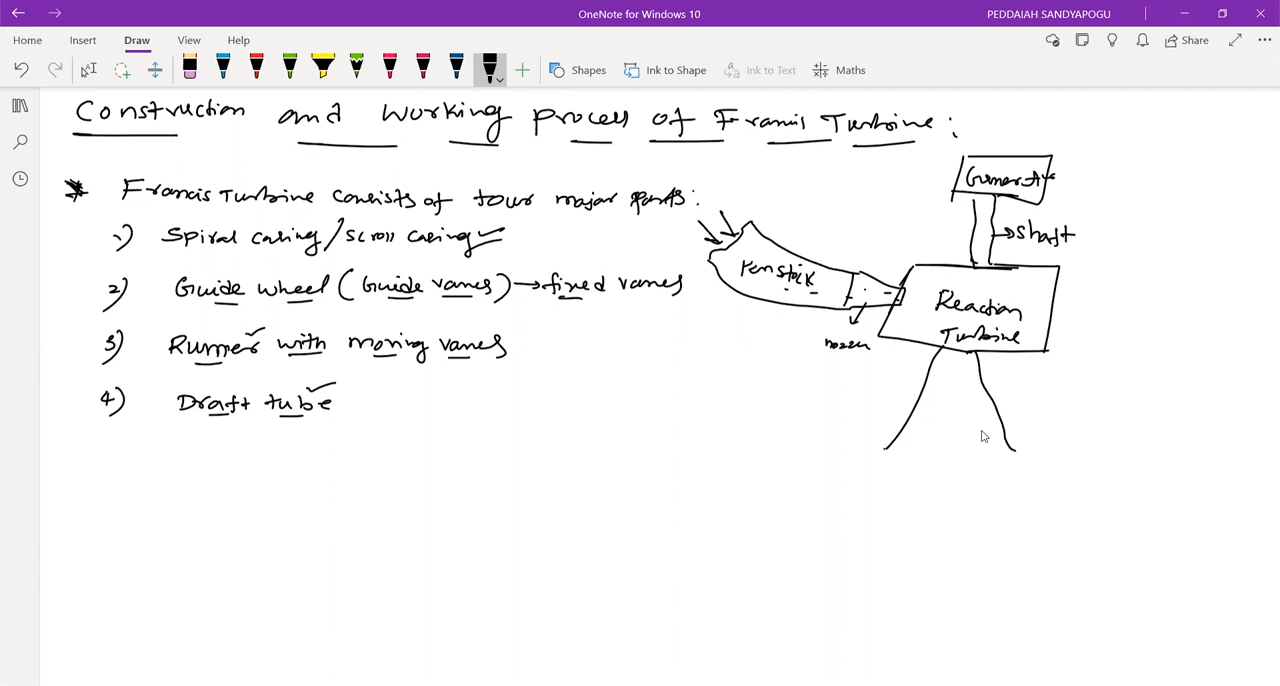 OneNote for Windows 10
PEDDAIAH SANDYAPOGU
Home Insert Draw View Help
Share
Shapes Ink to Shape Ink to Text Maths
Construction and Working Process of Francis Turbine:
* Francis Turbine consists of four major parts:
1) Spiral casing/Scroll casing
2) Guide wheel (Guide vanes) → fixed vanes
3) Runner with moving vanes
4) Draft tube
Generator
shaft
Penstock
Reaction
Turbine